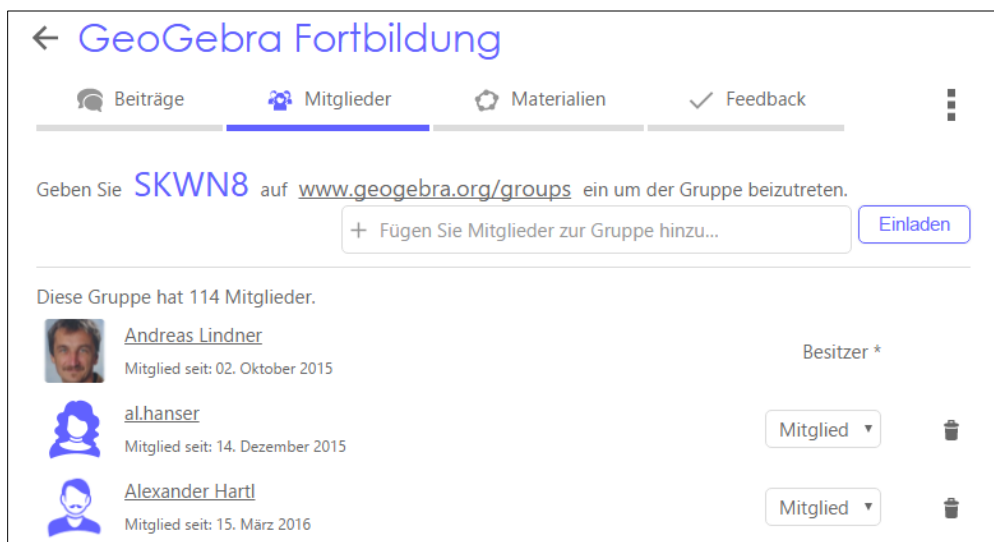 ← GeoGebra Fortbildung
Beiträge Mitglieder Materialien Feedback
Geben Sie SKWN8 auf www.geogebra.org/groups ein um der Gruppe beizutreten.
+ Fügen Sie Mitglieder zur Gruppe hinzu... Einladen
Diese Gruppe hat 114 Mitglieder.
Andreas Lindner
Besitzer *
Mitglied seit: 02. Oktober 2015
al.hanser
Mitglied
Mitglied seit: 14. Dezember 2015
Alexander Hartl
Mitglied
Mitglied seit: 15. März 2016